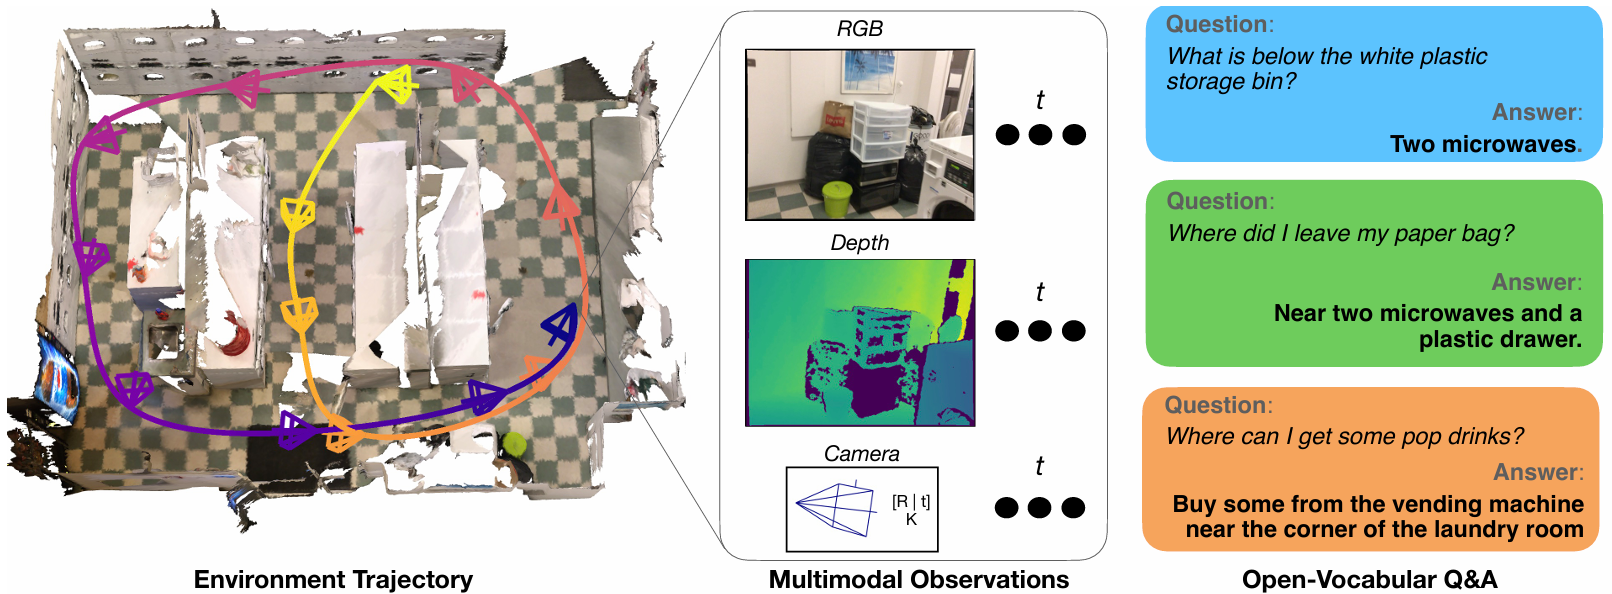 RGB
t
Depth
t
Camera
[R | t]
K
t
Question:
What is below the white plastic
storage bin?
Answer:
Two microwaves.
Question:
Where did I leave my paper bag?
Answer:
Near two microwaves and a
plastic drawer.
Question:
Where can I get some pop drinks?
Answer:
Buy some from the vending machine
near the corner of the laundry room
Environment Trajectory
Multimodal Observations
Open-Vocabular Q&A